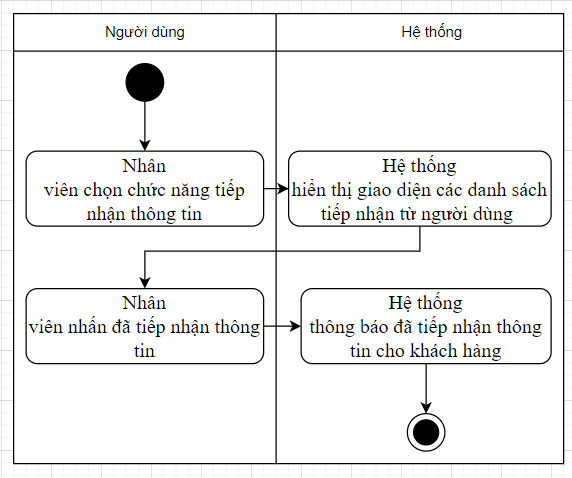 Người dùng
Hệ thống
Nhân
viên chọn chức năng tiếp
nhận thông tin
Hệ thống
hiển thị giao diện các danh sách
tiếp nhận từ người dùng
Nhân
viên nhấn đã tiếp nhận thông
tin
Hệ thống
thông báo đã tiếp nhận thông
tin cho khách hàng